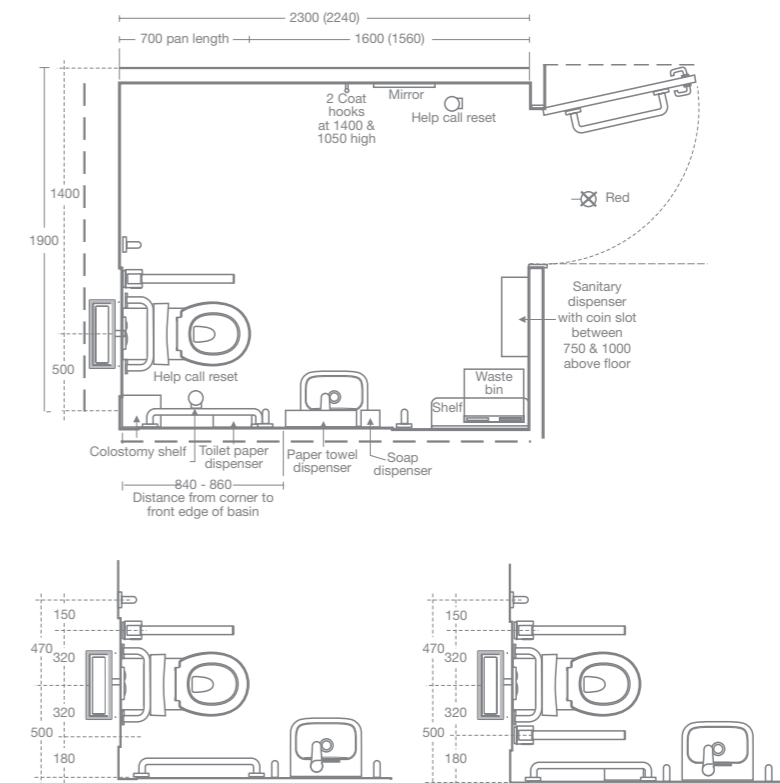 2300 (2240)
700 pan length
1600 (1560)
2 Coat
hooks
at 1400 &
1050 high
Mirror
Help call reset
1400
1900
Red
500
Sanitary
dispenser
with coin slot
between
750 & 1000
above floor
Help call reset
Waste
bin
Shelf
Colostomy shelf
Toilet paper
dispenser
Paper towel
dispenser
Soap
dispenser
840 - 860
Distance from corner to
front edge of basin
150
470
320
320
500
180
150
470
320
320
500
180